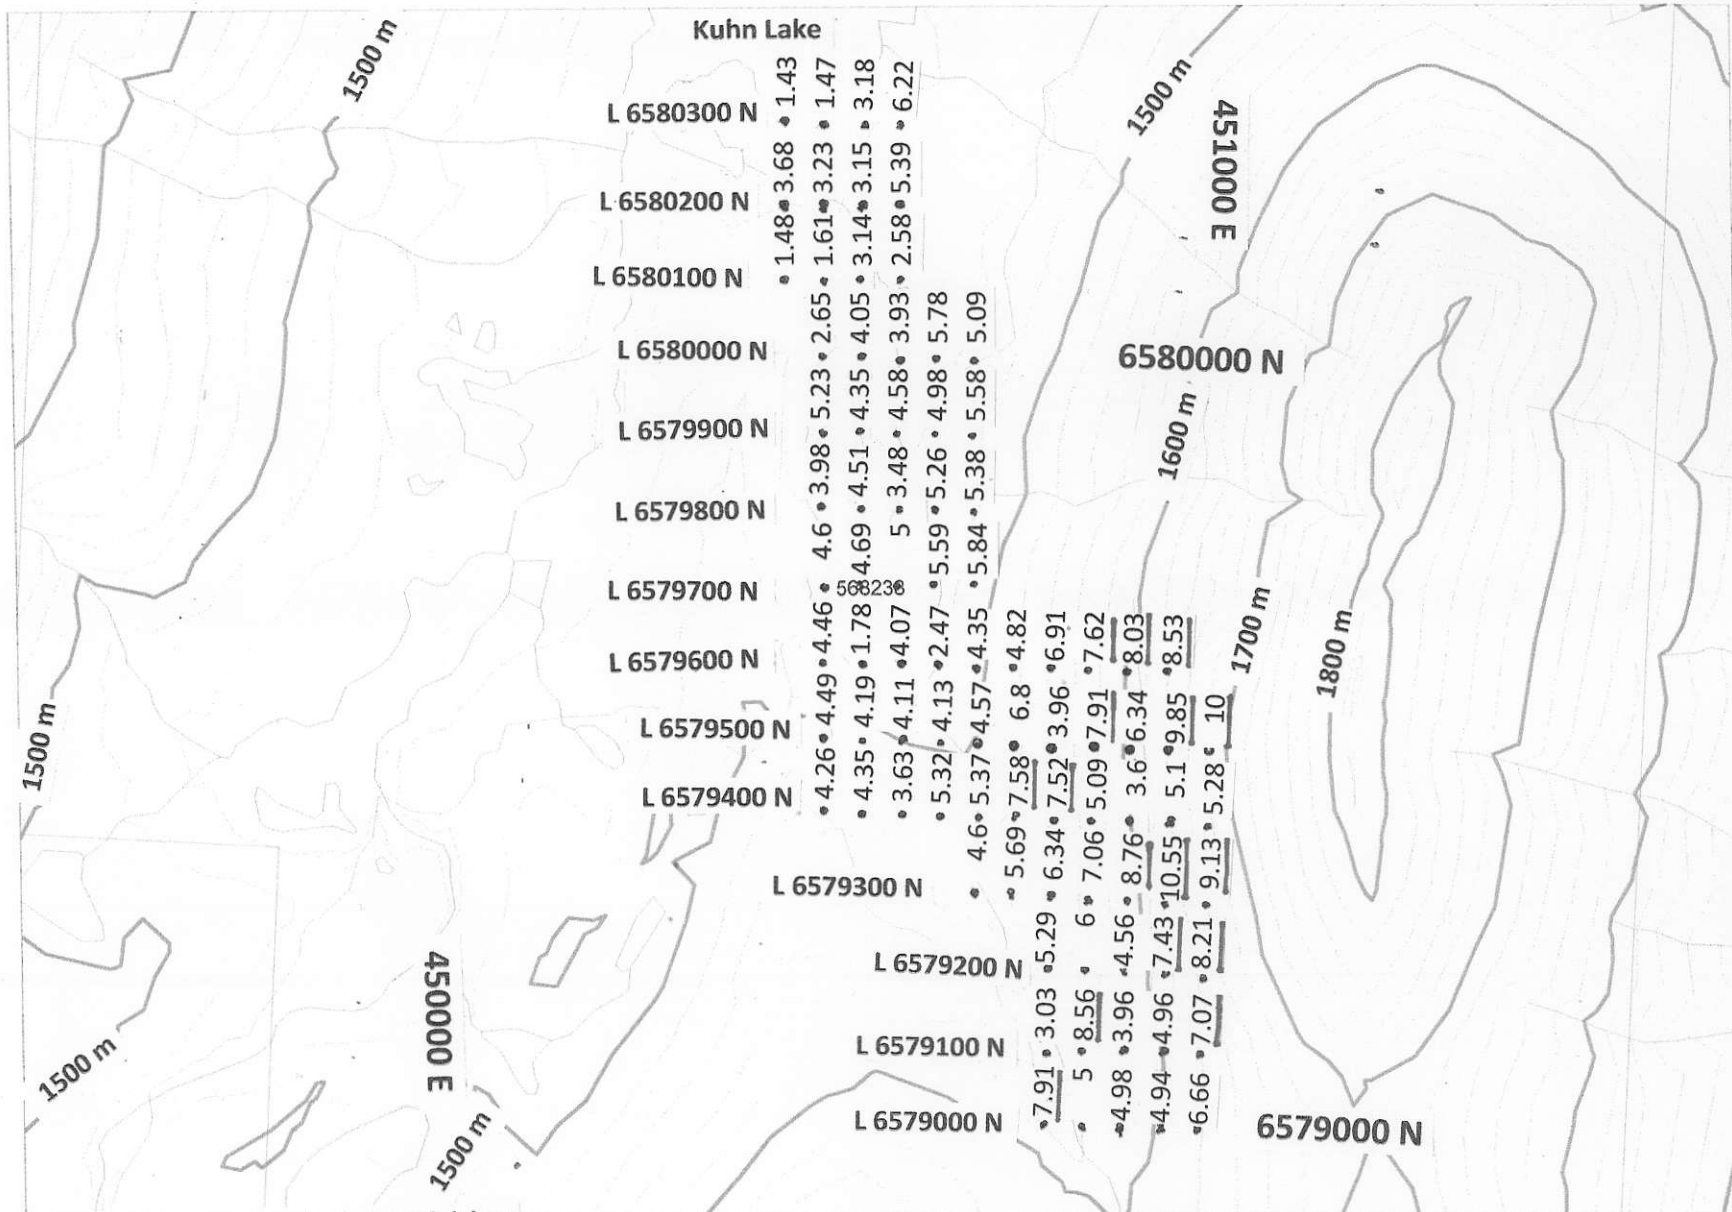 Kuhn Lake
1500 m
1500 m
451000 E
L 6580300 N 1.43 1.47 3.18 6.22
L 6580200 N 3.68 3.23 3.15 5.39
L 6580100 N 1.48 1.61 3.14 2.58
L 6580000 N 2.65 4.05 3.93 5.78 5.09
6580000 N
L 6579900 N 5.23 4.35 4.58 4.98 5.58
1600 m
L 6579800 N 3.98 4.51 3.48 5.26 5.38
L 6579700 N 4.6 4.69 5 5.59 5.84
568238
L 6579600 N 4.46 1.78 4.07 2.47 4.35 4.82 6.91 7.62 8.03 8.53
1700 m
1800 m
L 6579500 N 4.49 4.19 4.11 4.13 4.57 6.8 3.96 7.91 6.34 9.85 10
1500 m
L 6579400 N 4.26 4.35 3.63 5.32 5.37 7.58 7.52 5.09 3.6 5.1 5.28
L 6579300 N 4.6 5.69 6.34 7.06 8.76 10.55 9.13
L 6579200 N 5.29 6 4.56 7.43 8.21
450000 E
L 6579100 N 3.03 8.56 3.96 4.96 7.07
1500 m
L 6579000 N 7.91 5 4.98 4.94 6.66
6579000 N
1500 m